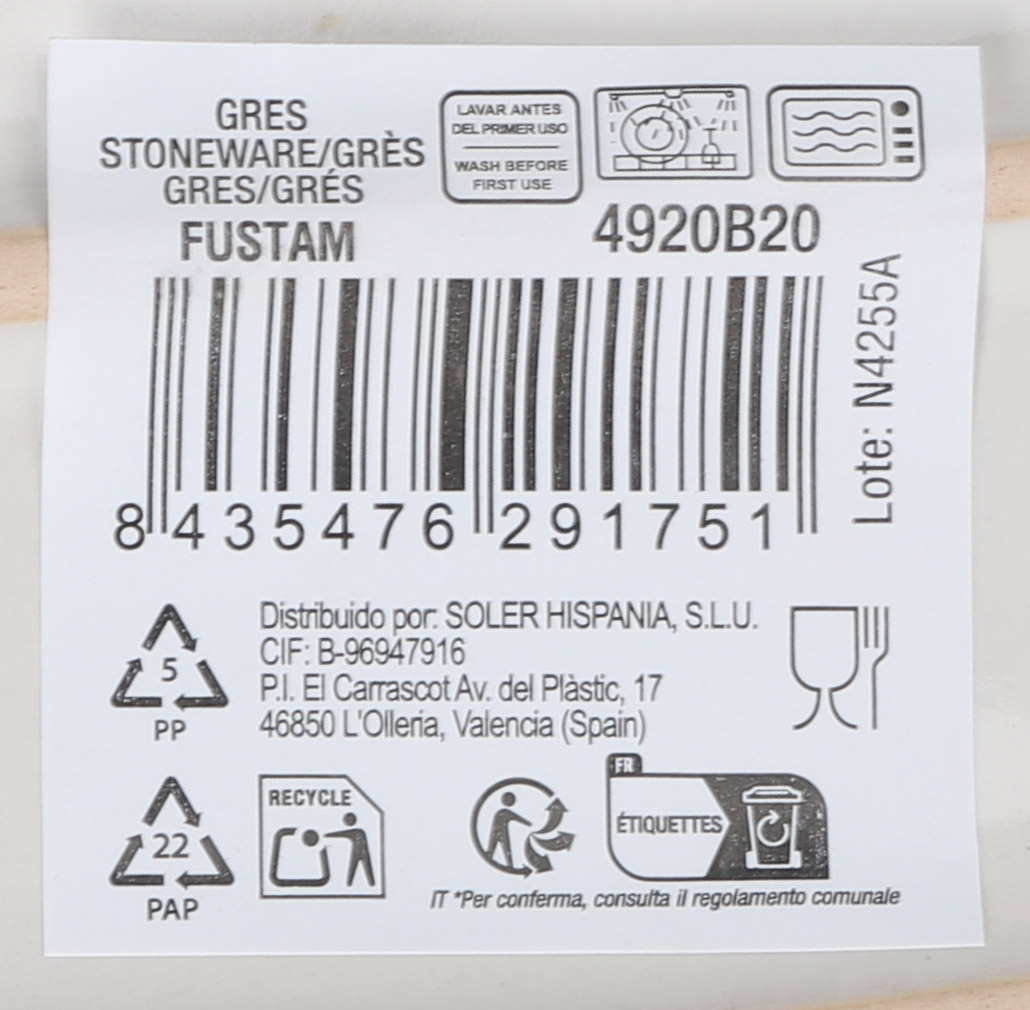 GRES
STONEWARE/GRÈS
GRES/GRÉS
FUSTAM
LAVAR ANTES
DEL PRIMER USO
WASH BEFORE
FIRST USE
4920B20
Lote: N4255A
8 435476 291751
5
PP
Distribuido por: SOLER HISPANIA, S.L.U.
CIF: B-96947916
P.I. El Carrascot Av. del Plàstic, 17
46850 L'Olleria, Valencia (Spain)
22
PAP
RECYCLE
FR
ÉTIQUETTES
IT *Per conferma, consulta il regolamento comunale